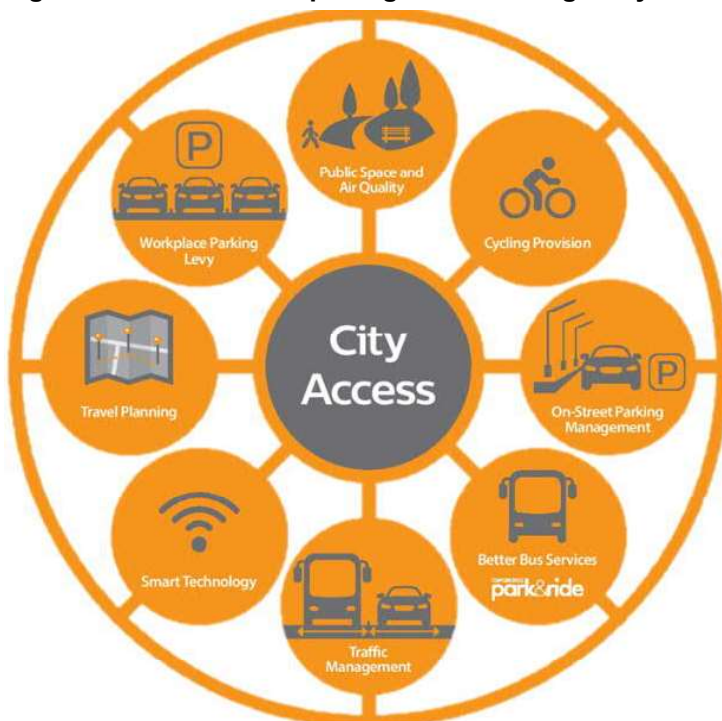 P
Public Space and
Air Quality
Workplace Parking
Levy
Cycling Provision
City
Access
Travel Planning
P
On-Street Parking
Management
Smart Technology
Better Bus Services
park&ride
Traffic
Management